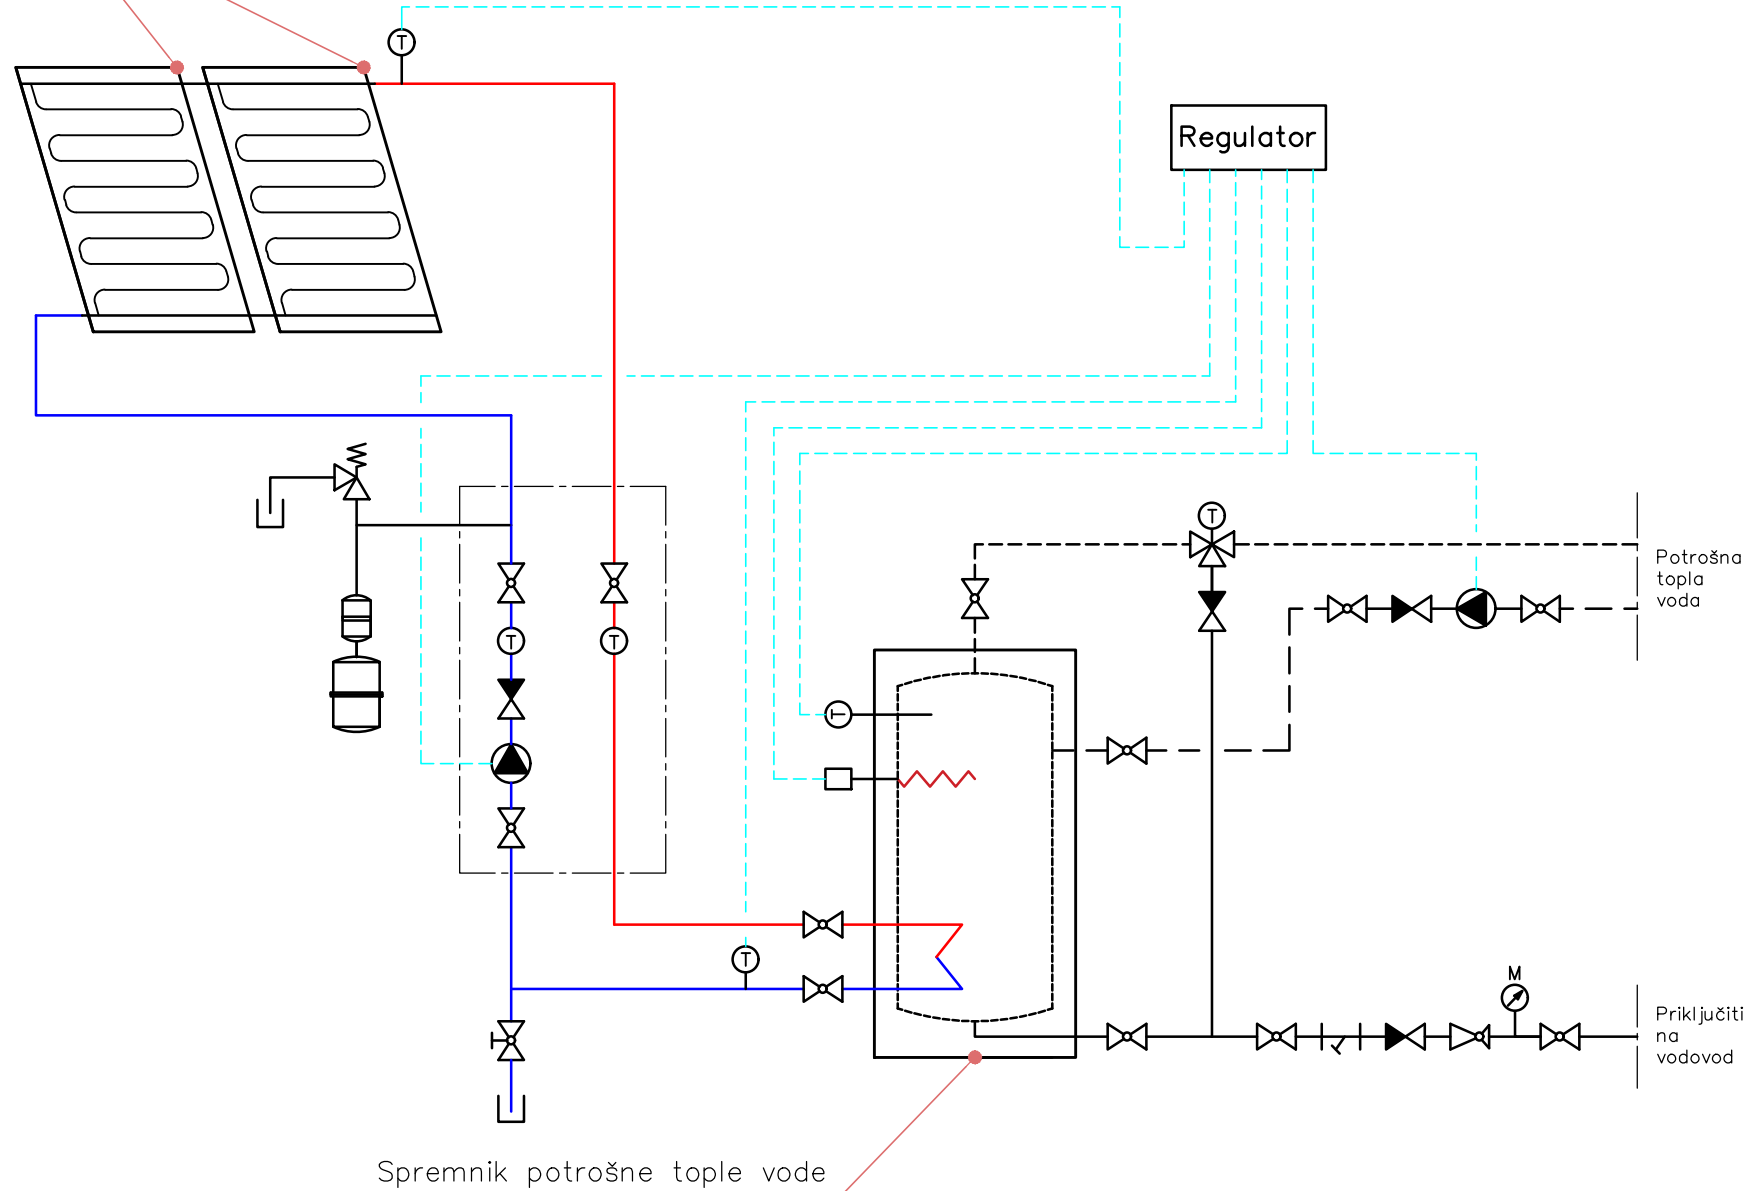 T
Regulator
T
Potrošna
topla
voda
T
T
T
T
M
Priključiti
na
vodovod
Spremnik potrošne tople vode